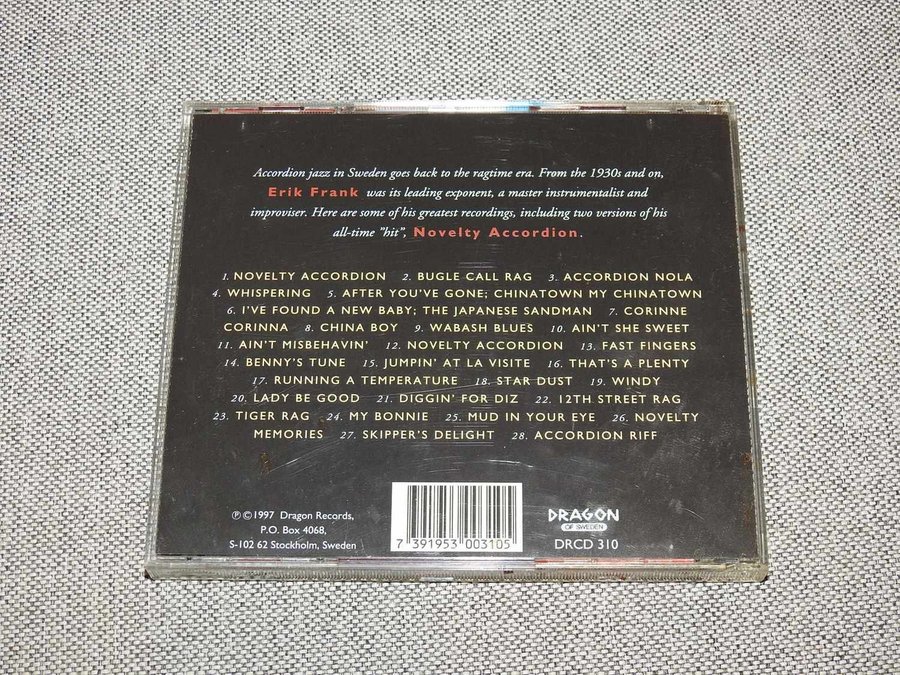 Accordion jazz in Sweden goes back to the ragtime era. From the 1930s and on,
Erik Frank was its leading exponent, a master instrumentalist and
improviser. Here are some of his greatest recordings, including two versions of his
all-time "hit", Novelty Accordion.
1. NOVELTY ACCORDION 2. BUGLE CALL RAG 3. ACCORDION NOLA
4. WHISPERING 5. AFTER YOU'VE GONE; CHINATOWN MY CHINATOWN
6. I'VE FOUND A NEW BABY; THE JAPANESE SANDMAN 7. CORINNE
CORINNA 8. CHINA BOY 9. WABASH BLUES 10. AIN'T SHE SWEET
11. AIN'T MISBEHAVIN' 12. NOVELTY ACCORDION 13. FAST FINGERS
14. BENNY'S TUNE 15. JUMPIN' AT LA VISITE 16. THAT'S A PLENTY
17. RUNNING A TEMPERATURE 18. STAR DUST 19. WINDY
20. LADY BE GOOD 21. DIGGIN' FOR DIZ 22. 12TH STREET RAG
23. TIGER RAG 24. MY BONNIE 25. MUD IN YOUR EYE 26. NOVELTY
MEMORIES 27. SKIPPER'S DELIGHT 28. ACCORDION RIFF
℗ ©1997 Dragon Records,
P.O. Box 4068,
S-102 62 Stockholm, Sweden
7 391953 003105
DRAGON
OF SWEDEN
DRCD 310